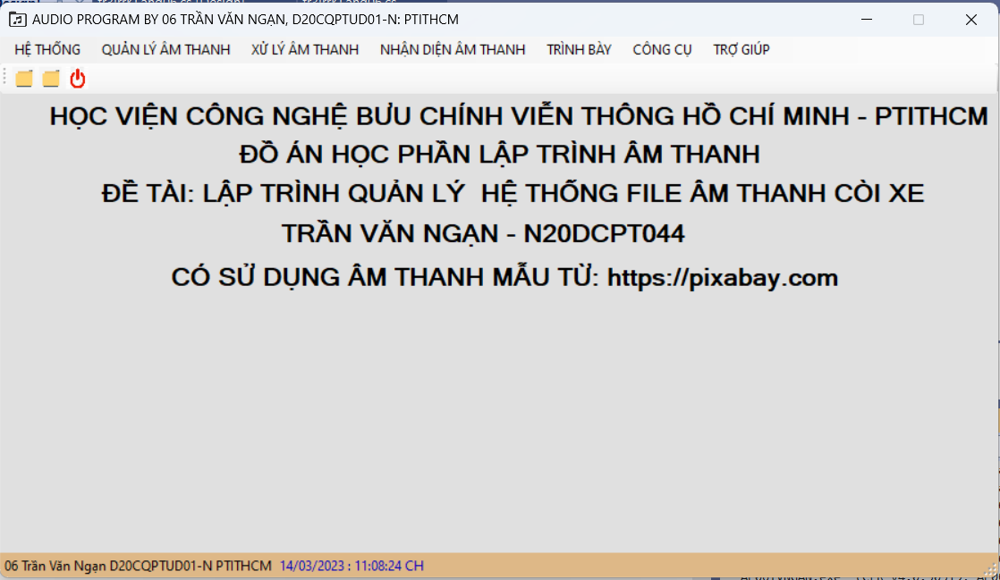 AUDIO PROGRAM BY 06 TRẦN VĂN NGẠN, D20CQPTUD01-N: PTITHCM
HỆ THỐNG QUẢN LÝ ÂM THANH XỬ LÝ ÂM THANH NHẬN DIỆN ÂM THANH TRÌNH BÀY CÔNG CỤ TRỢ GIÚP
HỌC VIỆN CÔNG NGHỆ BƯU CHÍNH VIỄN THÔNG HỒ CHÍ MINH - PTITHCM
ĐỒ ÁN HỌC PHẦN LẬP TRÌNH ÂM THANH
ĐỀ TÀI: LẬP TRÌNH QUẢN LÝ HỆ THỐNG FILE ÂM THANH CÒI XE
TRẦN VĂN NGẠN - N20DCPT044
CÓ SỬ DỤNG ÂM THANH MẪU TỪ: https://pixabay.com
06 Trần Văn Ngạn D20CQPTUD01-N PTITHCM 14/03/2023 : 11:08:24 CH